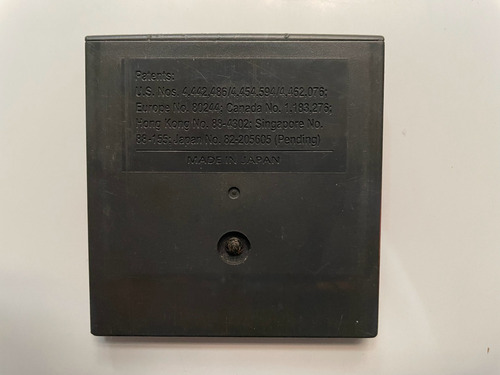 Patents:
U.S. Nos. 4,442,486/4,454,594/4,462,076;
Europe No. 80244; Canada No. 1,183,276;
Hong Kong No. 88-4302; Singapore No.
88-155; Japan No. 82-205605 (Pending)
MADE IN JAPAN